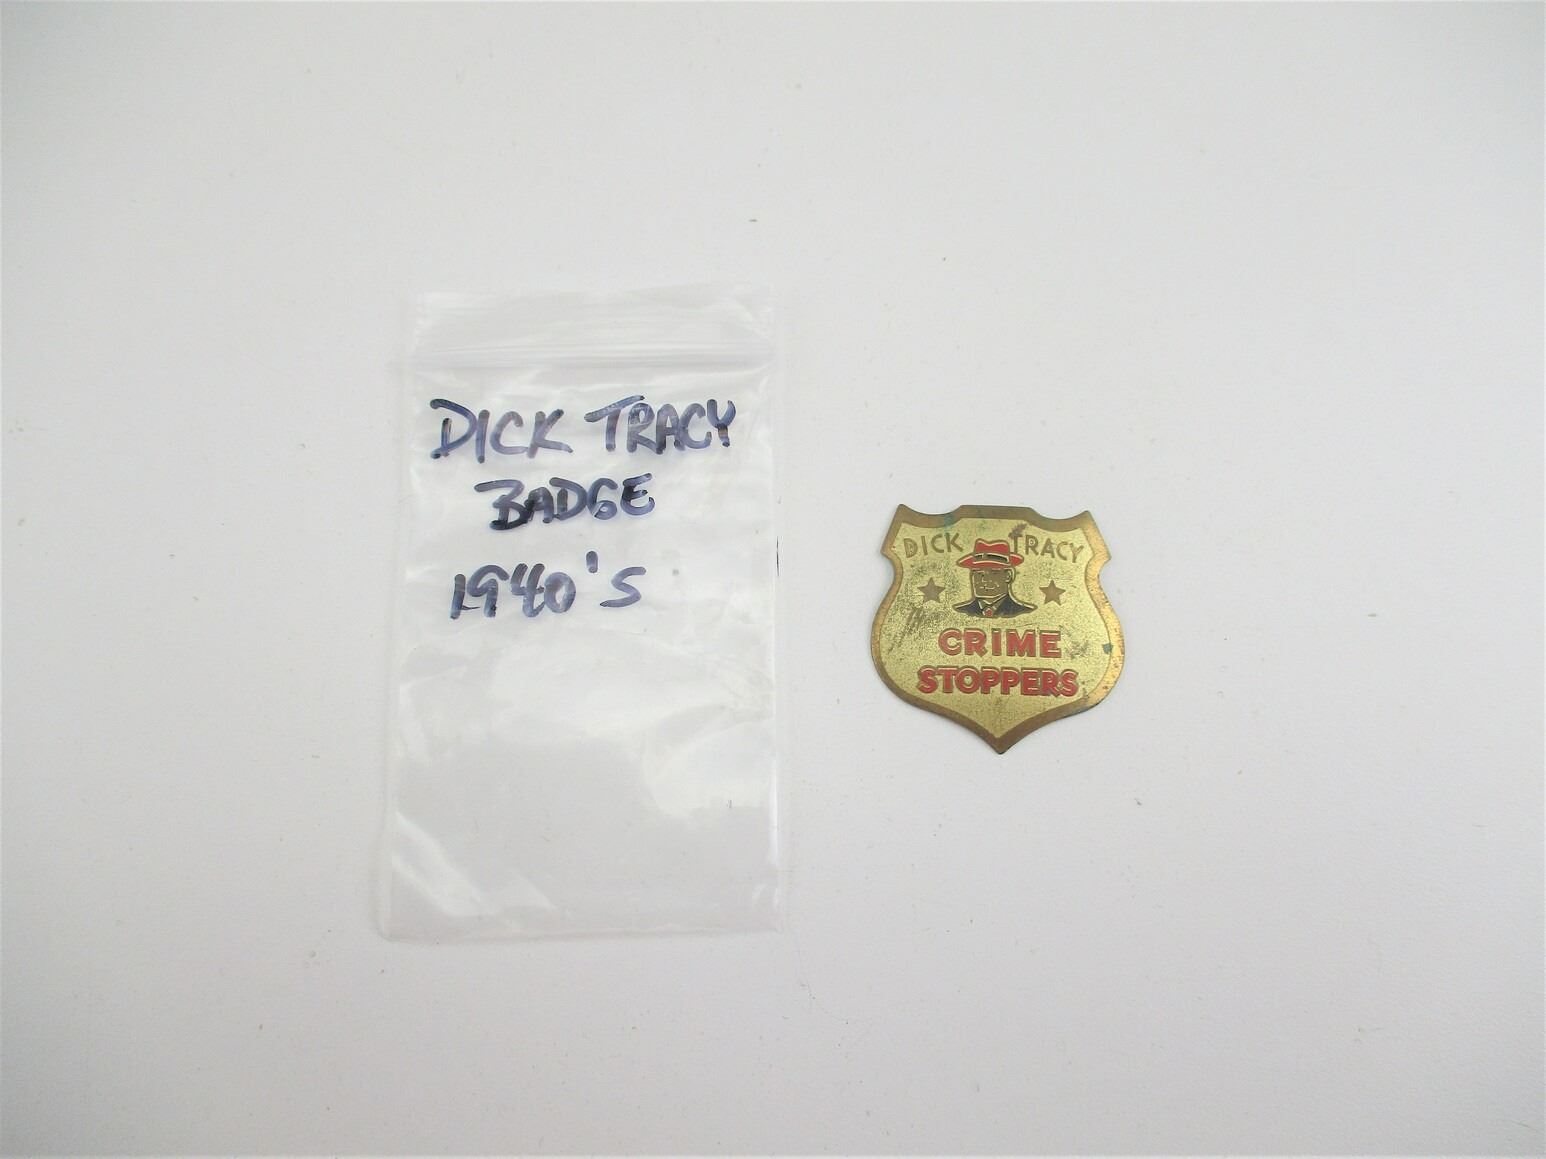 DICK TRACY
BADGE
1940's
DICK TRACY
CRIME
STOPPERS